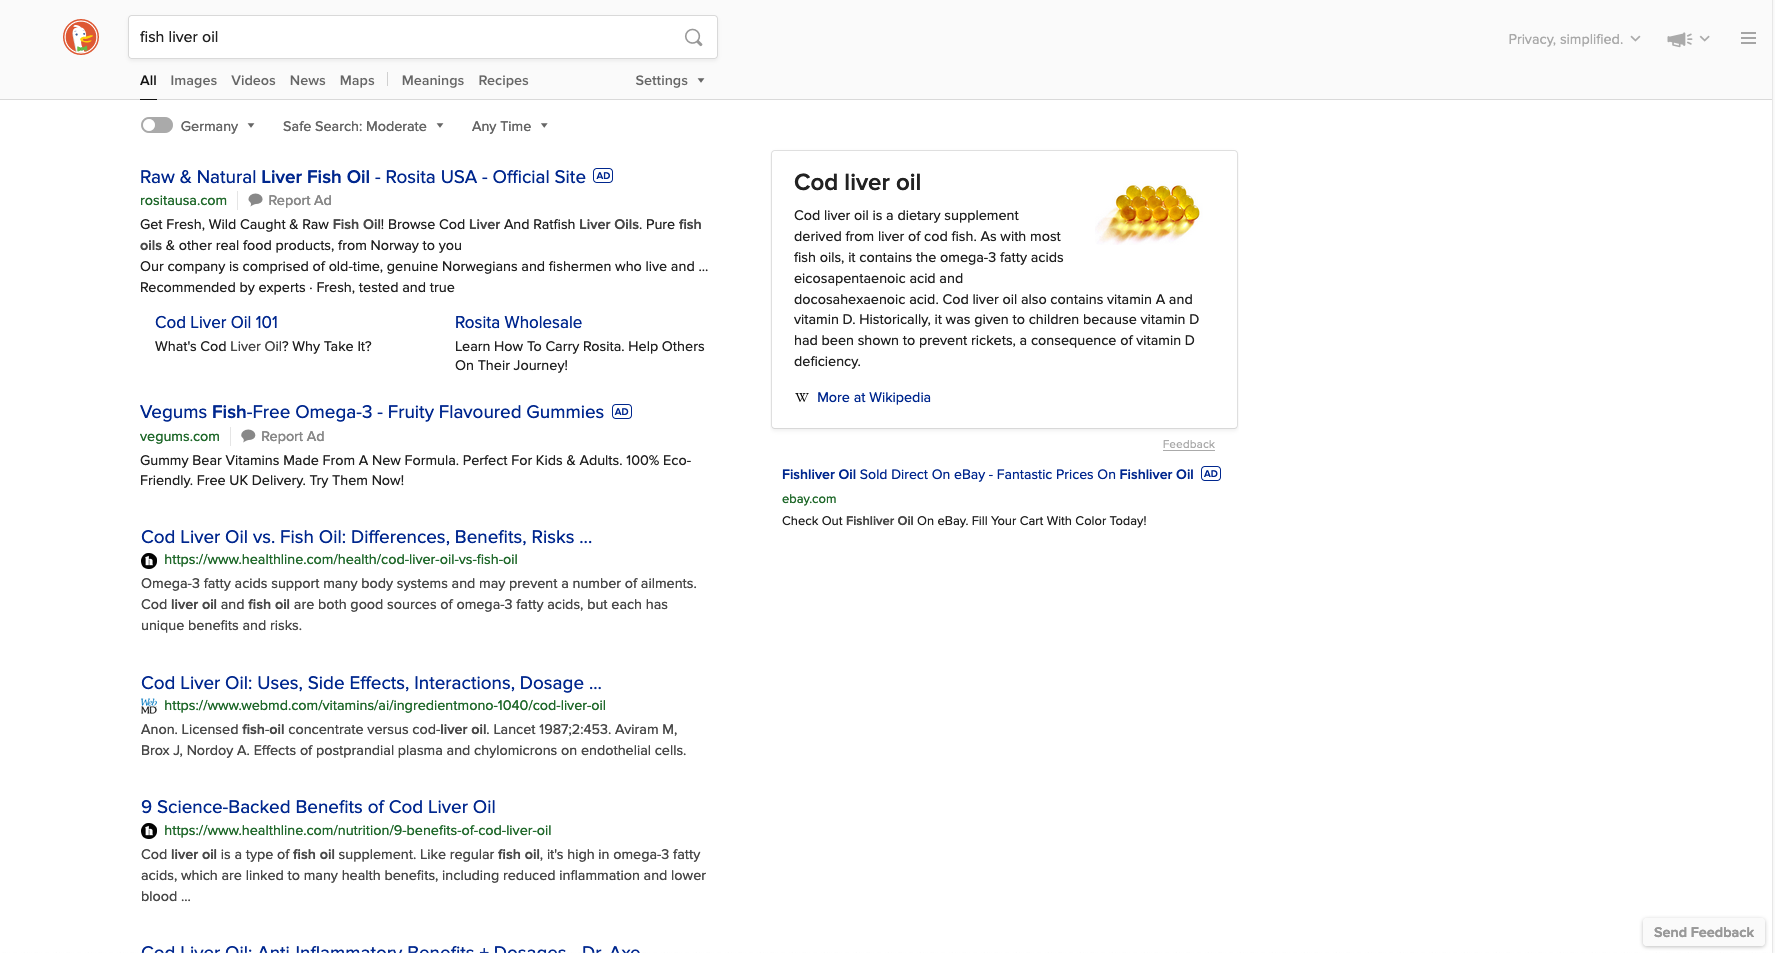 fish liver oil
Privacy, simplified.
All Images Videos News Maps Meanings Recipes Settings
Germany Safe Search: Moderate Any Time
Raw & Natural Liver Fish Oil - Rosita USA - Official Site AD
rositausa.com Report Ad
Get Fresh, Wild Caught & Raw Fish Oil! Browse Cod Liver And Ratfish Liver Oils. Pure fish
oils & other real food products, from Norway to you
Our company is comprised of old-time, genuine Norwegians and fishermen who live and ...
Recommended by experts · Fresh, tested and true
Cod Liver Oil 101
What's Cod Liver Oil? Why Take It?
Rosita Wholesale
Learn How To Carry Rosita. Help Others
On Their Journey!
Vegums Fish-Free Omega-3 - Fruity Flavoured Gummies AD
vegums.com Report Ad
Gummy Bear Vitamins Made From A New Formula. Perfect For Kids & Adults. 100% Eco-
Friendly. Free UK Delivery. Try Them Now!
Cod Liver Oil vs. Fish Oil: Differences, Benefits, Risks ...
h https://www.healthline.com/health/cod-liver-oil-vs-fish-oil
Omega-3 fatty acids support many body systems and may prevent a number of ailments.
Cod liver oil and fish oil are both good sources of omega-3 fatty acids, but each has
unique benefits and risks.
Cod Liver Oil: Uses, Side Effects, Interactions, Dosage ...
Web MD https://www.webmd.com/vitamins/ai/ingredientmono-1040/cod-liver-oil
Anon. Licensed fish-oil concentrate versus cod-liver oil. Lancet 1987;2:453. Aviram M,
Brox J, Nordoy A. Effects of postprandial plasma and chylomicrons on endothelial cells.
9 Science-Backed Benefits of Cod Liver Oil
h https://www.healthline.com/nutrition/9-benefits-of-cod-liver-oil
Cod liver oil is a type of fish oil supplement. Like regular fish oil, it's high in omega-3 fatty
acids, which are linked to many health benefits, including reduced inflammation and lower
blood ...
Cod Liver Oil: Anti-Inflammatory Benefits + Dosages - Dr. Axe
Cod liver oil
Cod liver oil is a dietary supplement
derived from liver of cod fish. As with most
fish oils, it contains the omega-3 fatty acids
eicosapentaenoic acid and
docosahexaenoic acid. Cod liver oil also contains vitamin A and
vitamin D. Historically, it was given to children because vitamin D
had been shown to prevent rickets, a consequence of vitamin D
deficiency.
W More at Wikipedia
Feedback
Fishliver Oil Sold Direct On eBay - Fantastic Prices On Fishliver Oil AD
ebay.com
Check Out Fishliver Oil On eBay. Fill Your Cart With Color Today!
Send Feedback